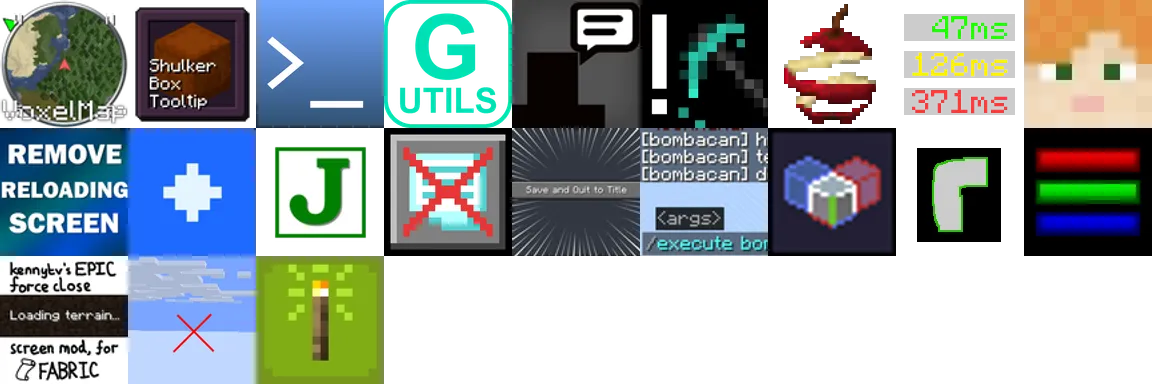 VoxelMap
Shulker
Box
Tooltip
>_
G
UTILS
!
47ms
126ms
371ms
REMOVE
RELOADING
SCREEN
J
Save and Quit to Title
[bombacan] h
[bombacan] te
[bombacan] d
<args>
/execute bom
r
kennytv's EPIC
force close
Loading terrain...
screen mod, for
FABRIC